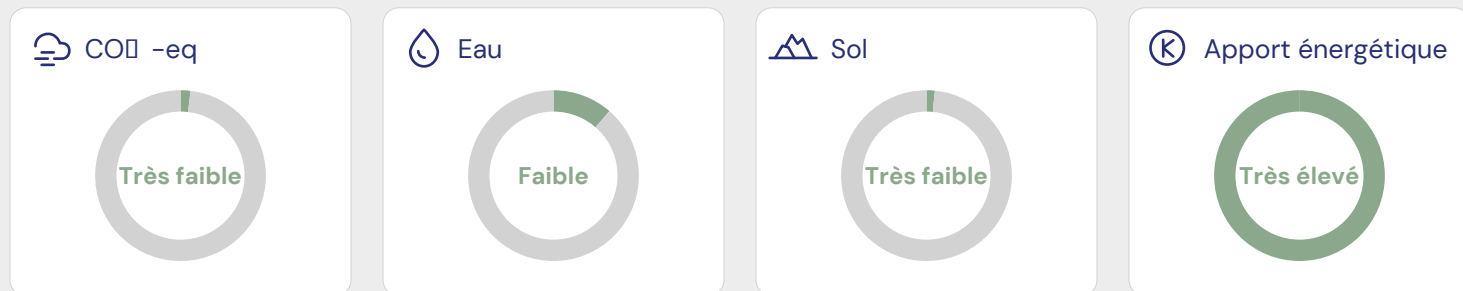 CO▯ -eq
Très faible
Eau
Faible
Sol
Très faible
Apport énergétique
Très élevé